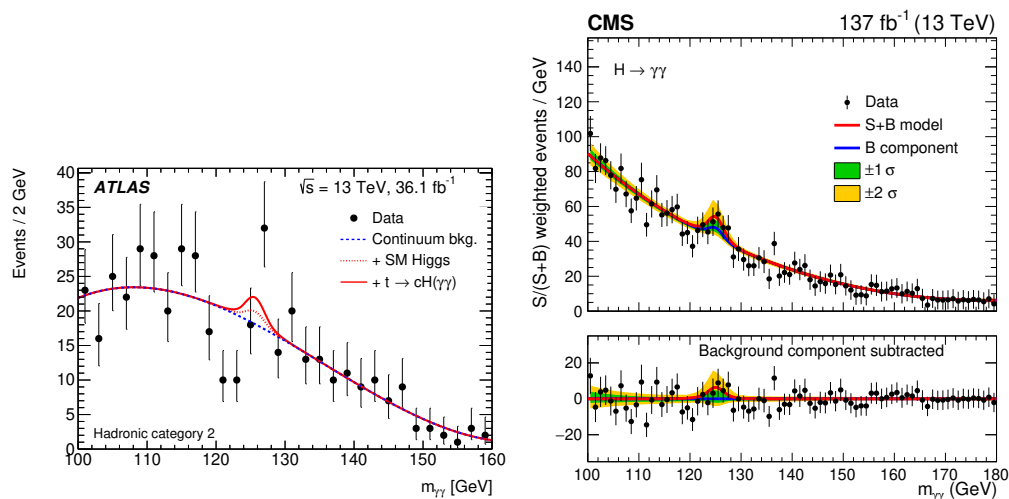 ATLAS
√s = 13 TeV, 36.1 fb⁻¹
Data
Continuum bkg.
+ SM Higgs
+ t → cH(γγ)
Hadronic category 2
Events / 2 GeV
40
35
30
25
20
15
10
5
0
100 110 120 130 140 150 160
m_γγ [GeV]
CMS 137 fb⁻¹ (13 TeV)
H → γγ
Data
S+B model
B component
±1 σ
±2 σ
S/(S+B) weighted events / GeV
140
120
100
80
60
40
20
0
Background component subtracted
20
0
−20
100 110 120 130 140 150 160 170 180
m_γγ (GeV)